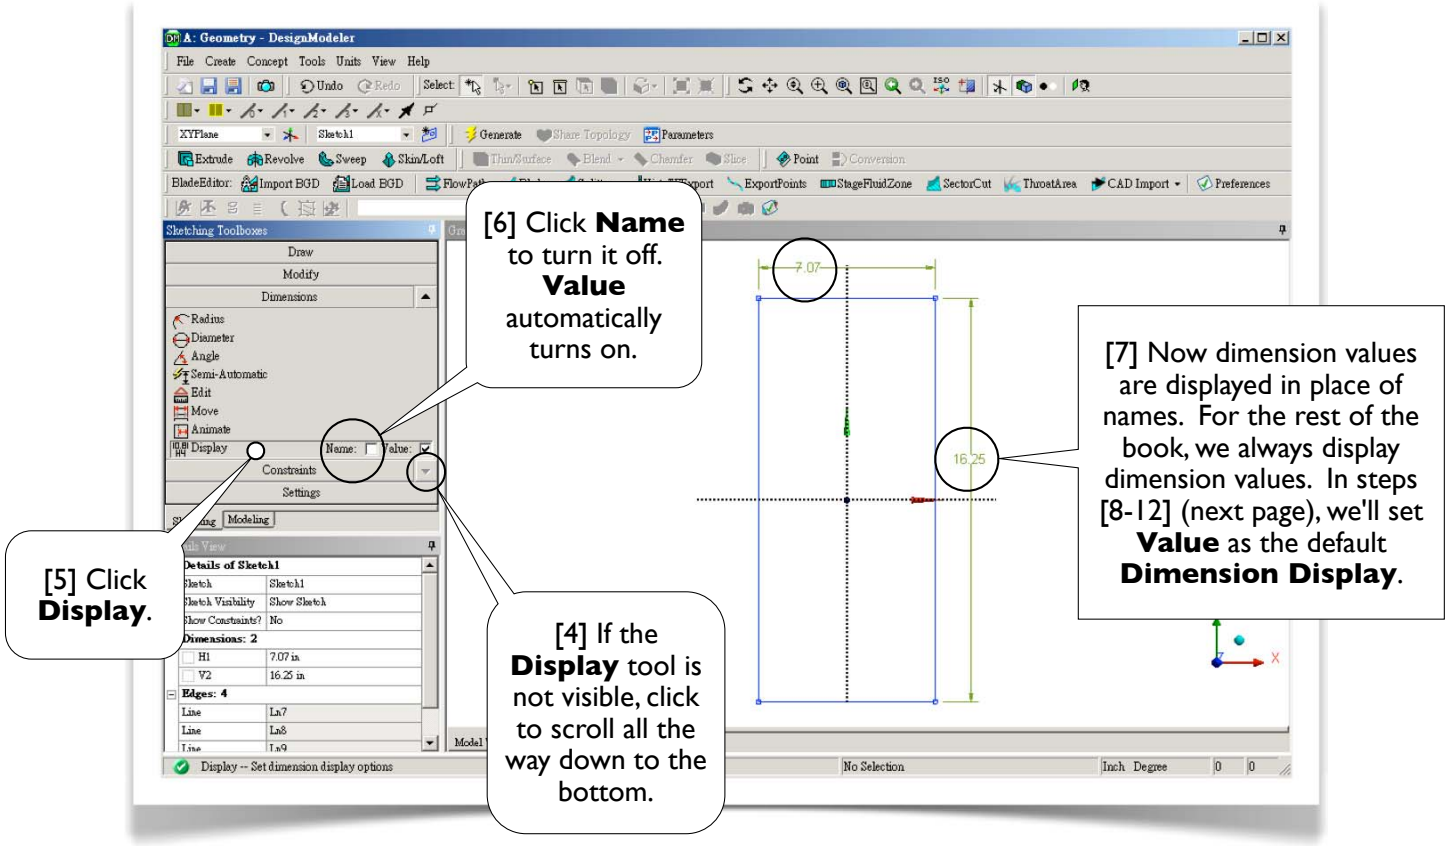 A: Geometry - DesignModeler
File Create Concept Tools Units View Help
Undo Redo Select: ISO
XYPlane Sketch1 Generate Share Topology Parameters
Extrude Revolve Sweep Skin/Loft Thin/Surface Blend Chamfer Slice Point Conversion
BladeEditor: Import BGD Load BGD ExportPoints StageFluidZone SectorCut ThroatArea CAD Import Preferences
Sketching Toolboxes
Draw
Modify
Dimensions
Radius
Diameter
Angle
Semi-Automatic
Edit
Move
Animate
Display Name: Value:
Constraints
Settings
Modeling
Details of Sketch1
Sketch Sketch1
Sketch Visibility Show Sketch
Show Constraints? No
Dimensions: 2
H1 7.07 in
V2 16.25 in
Edges: 4
Line Ln7
Line Ln8
Line Ln9
Display -- Set dimension display options
No Selection
Inch Degree 0 0
7.07
16.25
X
[6] Click Name
to turn it off.
Value
automatically
turns on.
[7] Now dimension values
are displayed in place of
names. For the rest of the
book, we always display
dimension values. In steps
[8-12] (next page), we'll set
Value as the default
Dimension Display.
[5] Click
Display.
[4] If the
Display tool is
not visible, click
to scroll all the
way down to the
bottom.